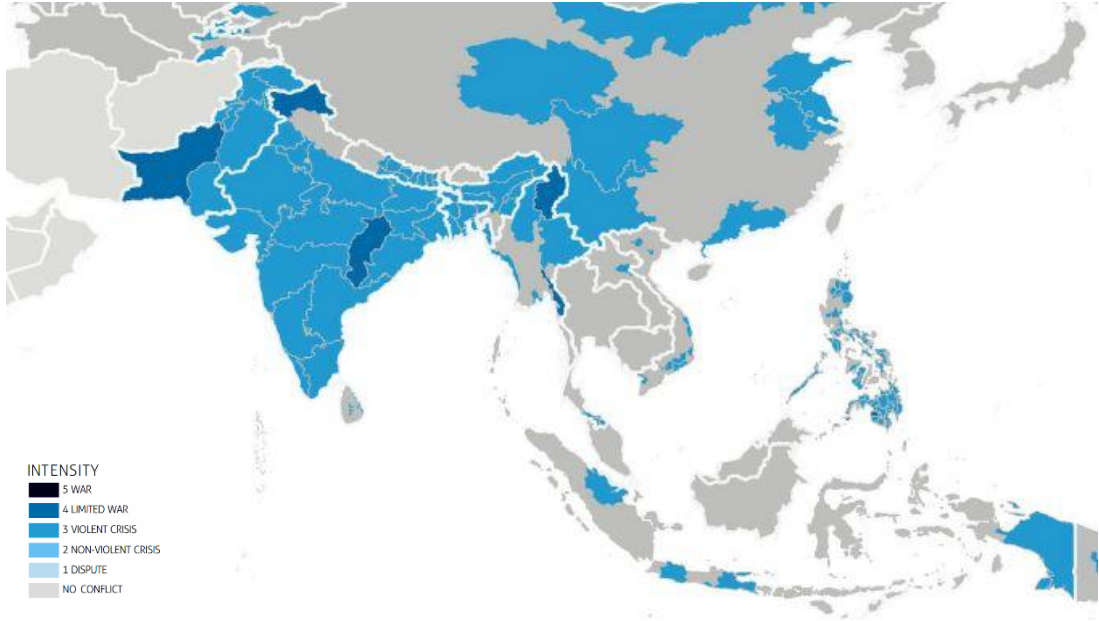 INTENSITY
5 WAR
4 LIMITED WAR
3 VIOLENT CRISIS
2 NON-VIOLENT CRISIS
1 DISPUTE
NO CONFLICT